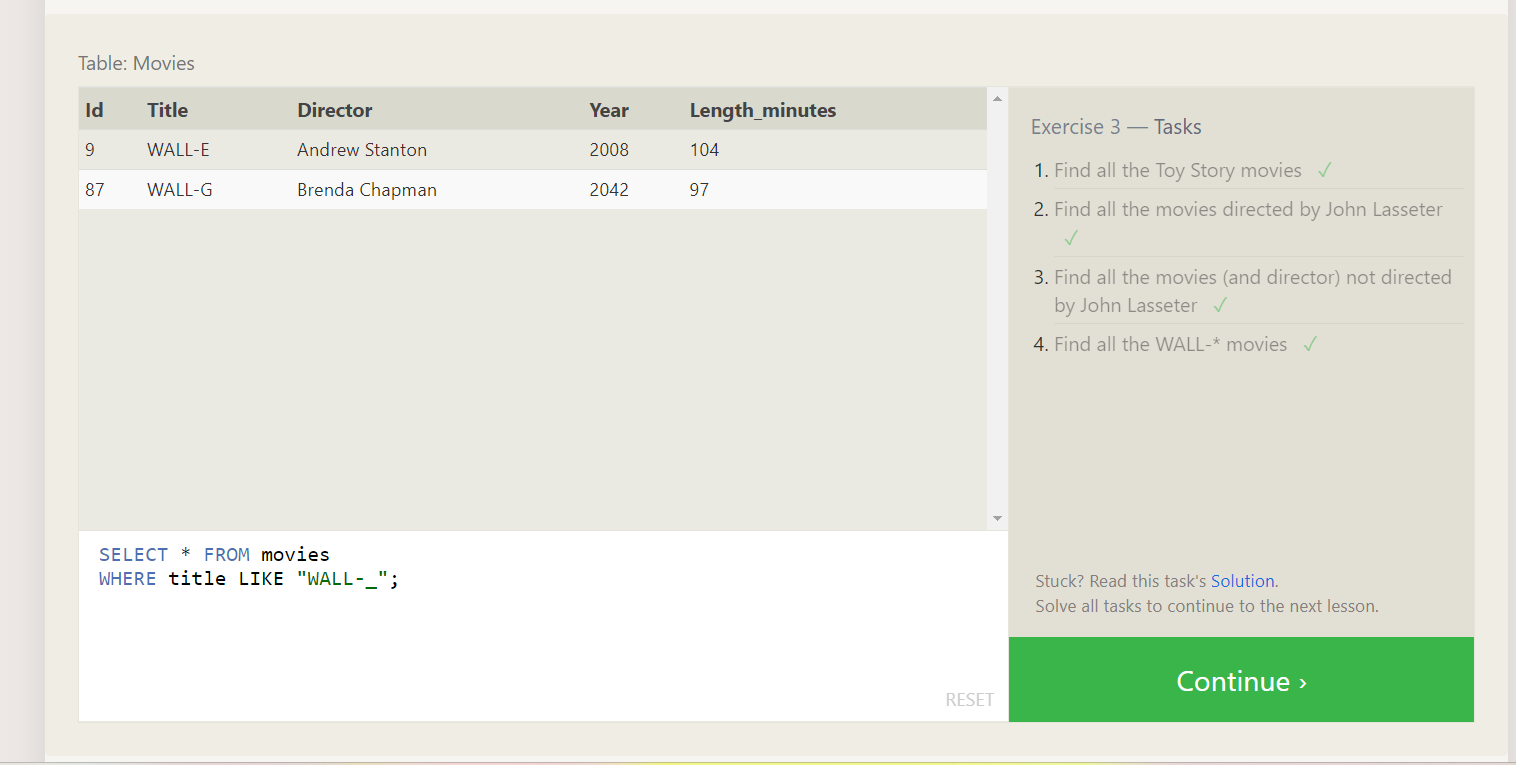 Table: Movies
Id Title Director Year Length_minutes
9 WALL-E Andrew Stanton 2008 104
87 WALL-G Brenda Chapman 2042 97
SELECT * FROM movies
WHERE title LIKE "WALL-_";
RESET
Exercise 3 — Tasks
1. Find all the Toy Story movies ✓
2. Find all the movies directed by John Lasseter
✓
3. Find all the movies (and director) not directed
by John Lasseter ✓
4. Find all the WALL-* movies ✓
Stuck? Read this task's Solution.
Solve all tasks to continue to the next lesson.
Continue ›